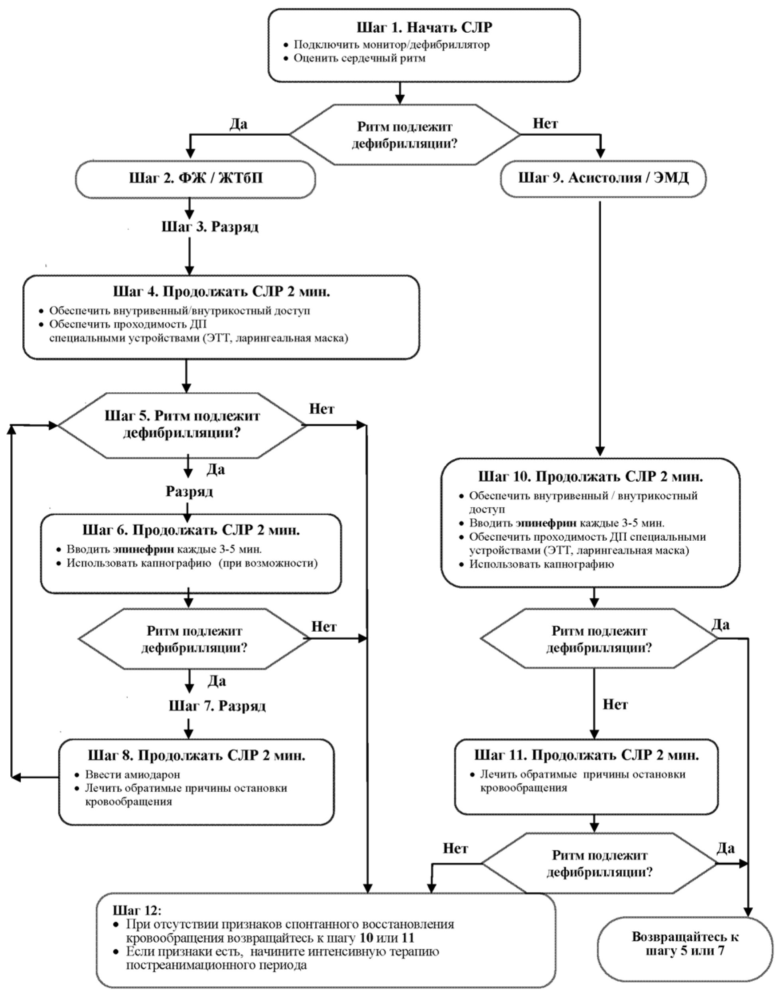 Шаг 1. Начать СЛР
• Подключить монитор/дефибриллятор
• Оценить сердечный ритм
Ритм подлежит
дефибрилляции?
Да
Нет
Шаг 2. ФЖ / ЖТбП
Шаг 9. Асистолия / ЭМД
Шаг 3. Разряд
Шаг 4. Продолжать СЛР 2 мин.
• Обеспечить внутривенный/внутрикостный доступ
• Обеспечить проходимость ДП
специальными устройствами (ЭТТ, ларингеальная маска)
Шаг 5. Ритм подлежит
дефибрилляции?
Нет
Да
Разряд
Шаг 6. Продолжать СЛР 2 мин.
• Вводить эпинефрин каждые 3-5 мин.
• Использовать капнографию (при возможности)
Ритм подлежит
дефибрилляции?
Нет
Да
Шаг 7. Разряд
Шаг 8. Продолжать СЛР 2 мин.
• Ввести амиодарон
• Лечить обратимые причины остановки
кровообращения
Шаг 10. Продолжать СЛР 2 мин.
• Обеспечить внутривенный / внутрикостный
доступ
• Вводить эпинефрин каждые 3-5 мин.
• Обеспечить проходимость ДП специальными
устройствами (ЭТТ, ларингеальная маска)
• Использовать капнографию
Ритм подлежит
дефибрилляции?
Да
Нет
Шаг 11. Продолжать СЛР 2 мин.
• Лечить обратимые причины остановки
кровообращения
Ритм подлежит
дефибрилляции?
Нет
Да
Шаг 12:
• При отсутствии признаков спонтанного восстановления
кровообращения возвращайтесь к шагу 10 или 11
• Если признаки есть, начините интенсивную терапию
постреанимационного периода
Возвращайтесь к
шагу 5 или 7